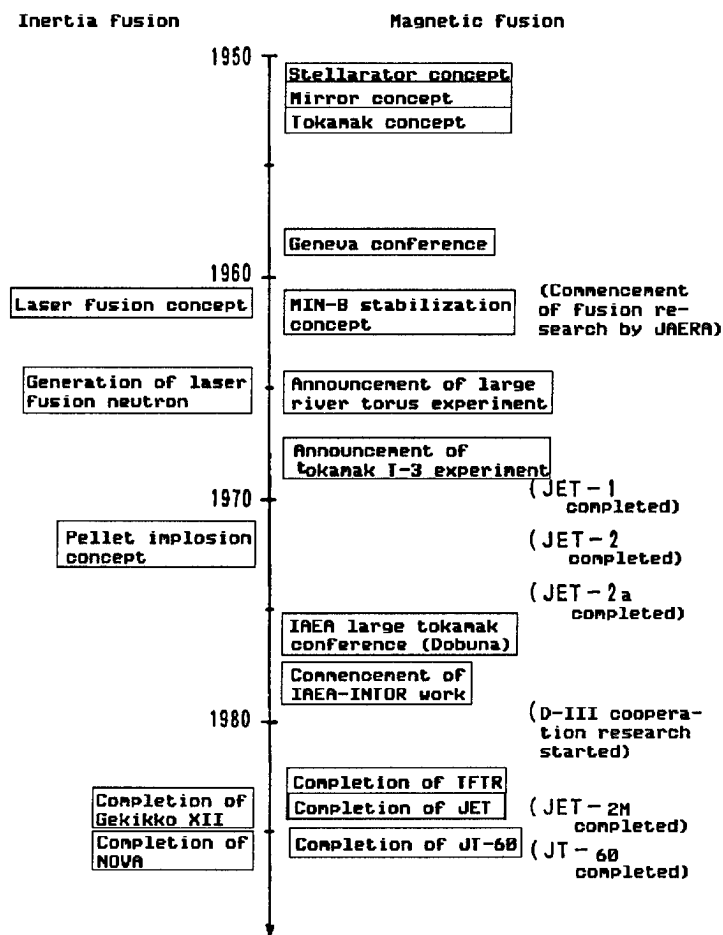 Inertia fusion
Magnetic fusion
1950
Stellarator concept
Mirror concept
Tokamak concept
Geneva conference
1960
Laser fusion concept
MIN-B stabilization
concept
(Commencement
of fusion re-
search by JAERA)
Generation of laser
fusion neutron
Announcement of large
river torus experiment
Announcement of
tokamak T-3 experiment
1970
(JET-1
completed)
Pellet implosion
concept
(JET-2
completed)
(JET-2a
completed)
IAEA large tokamak
conference (Dobuna)
Commencement of
IAEA-INTOR work
1980
(D-III coopera-
tion research
started)
Completion of TFTR
Completion of
Gekikko XII
Completion of JET
(JET-2M
completed)
Completion of
NOVA
Completion of JT-60
(JT-60
completed)